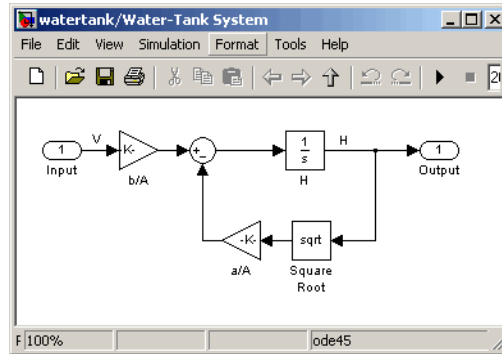 watertank/Water-Tank System
File Edit View Simulation Format Tools Help
1 V K- + - 1/s H 1
Input b/A H Output
-K- sqrt
a/A Square
Root
100% ode45